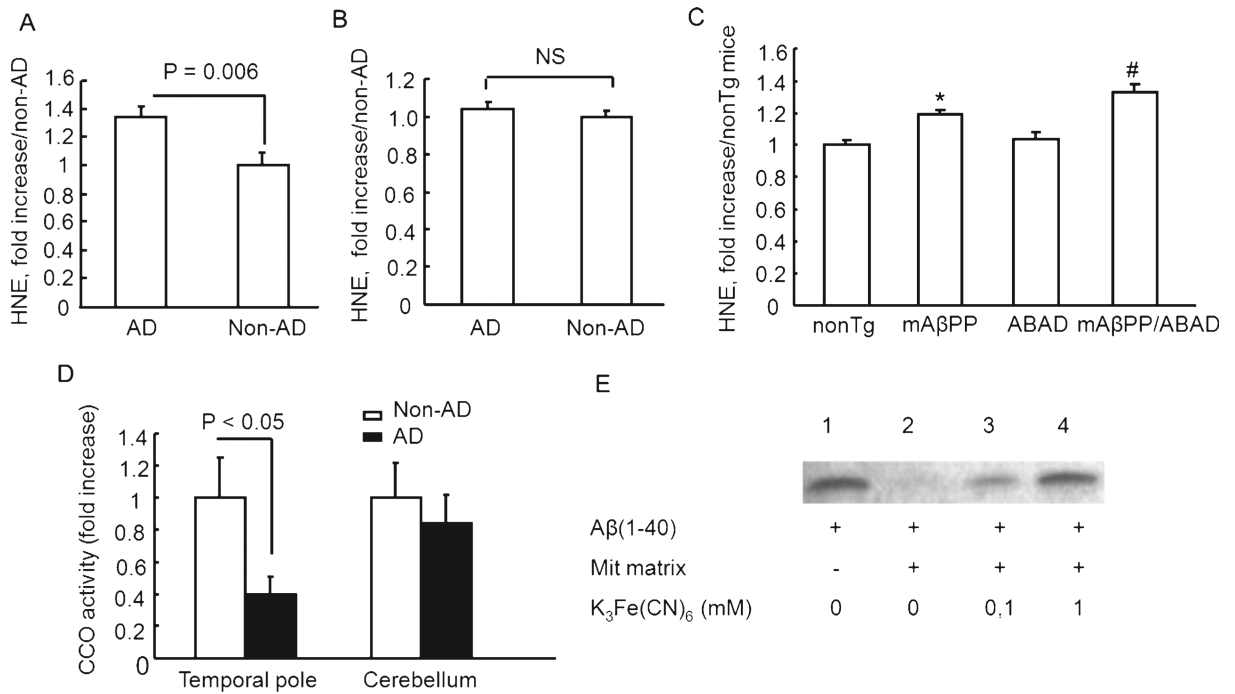 A
HNE, fold increase/non-AD
P = 0.006
1.6
1.4
1.2
1
0.8
0.6
0.4
0.2
0
AD Non-AD
B
HNE, fold increase/non-AD
NS
1.2
1.0
0.8
0.6
0.4
0.2
0
AD Non-AD
C
HNE, fold increase/nonTg mice
1.6
1.4
1.2
1
0.8
0.6
0.4
0.2
0
*
#
nonTg mAβPP ABAD mAβPP/ABAD
D
CCO activity (fold increase)
P < 0.05
Non-AD
AD
1.4
1.2
1
0.8
0.6
0.4
0.2
0
Temporal pole Cerebellum
E
1 2 3 4
Aβ(1-40) + + + +
Mit matrix - + + +
K3Fe(CN)6 (mM) 0 0 0,1 1